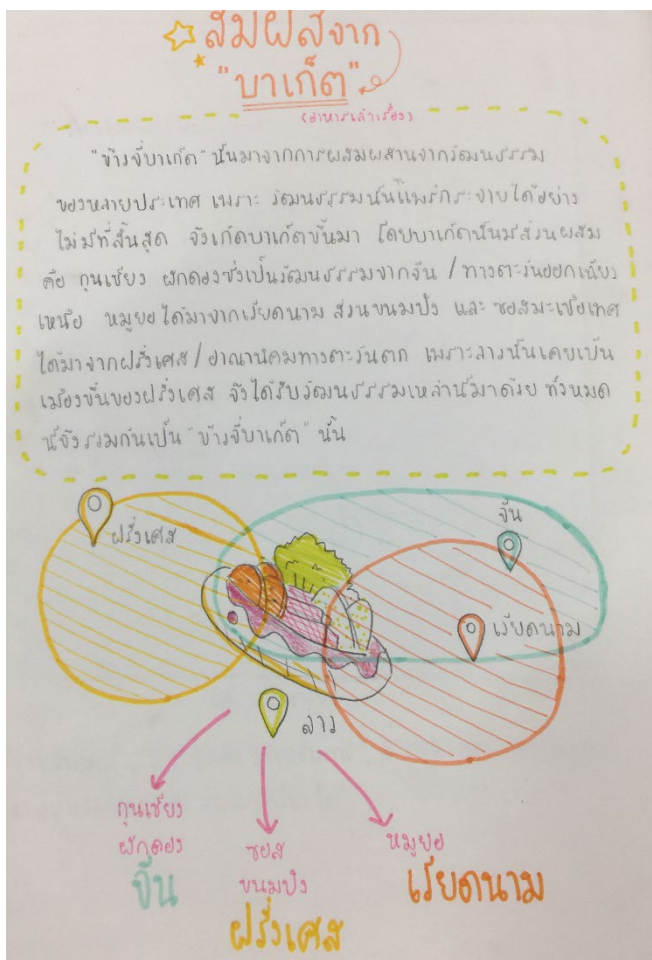 สัมผัสจาก
"บาเก็ต"
(อาหารเล่าเรื่อง)
"ข้าวจี่บาเก็ต" นั้นมาจากการผสมผสานจากวัฒนธรรม
ของหลายประเทศ เพราะ วัฒนธรรมนั้นแพร่กระจายได้อย่าง
ไม่มีที่สิ้นสุด จึงเกิดบาเก็ตขึ้นมา โดยบาเก็ตนั้นมีส่วนผสม
คือ กุนเชียง ผักดองซึ่งเป็นวัฒนธรรมจากจีน / ทางตะวันออกเฉียง
เหนือ หมูยอได้มาจากเวียดนาม ส่วนขนมปัง และ ซอสมะเขือเทศ
ได้มาจากฝรั่งเศส / อาณานิคมทางตะวันตก เพราะลาวนั้นเคยเป็น
เมืองขึ้นของฝรั่งเศส จึงได้รับวัฒนธรรมเหล่านี้มาด้วย ทั้งหมด
นี้จึงรวมกันเป็น "ข้าวจี่บาเก็ต" นั้น
ฝรั่งเศส
จีน
เวียดนาม
ลาว
กุนเชียง
ผักดอง
จีน
ซอส
ขนมปัง
ฝรั่งเศส
หมูยอ
เวียดนาม